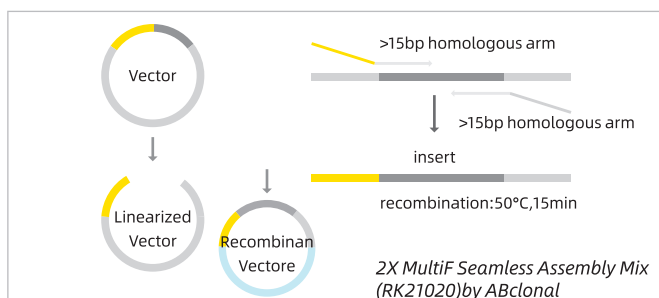 Vector
>15bp homologous arm
>15bp homologous arm
insert
recombination:50°C,15min
Linearized
Vector
Recombinan
Vectore
2X MultiF Seamless Assembly Mix
(RK21020)by ABclonal